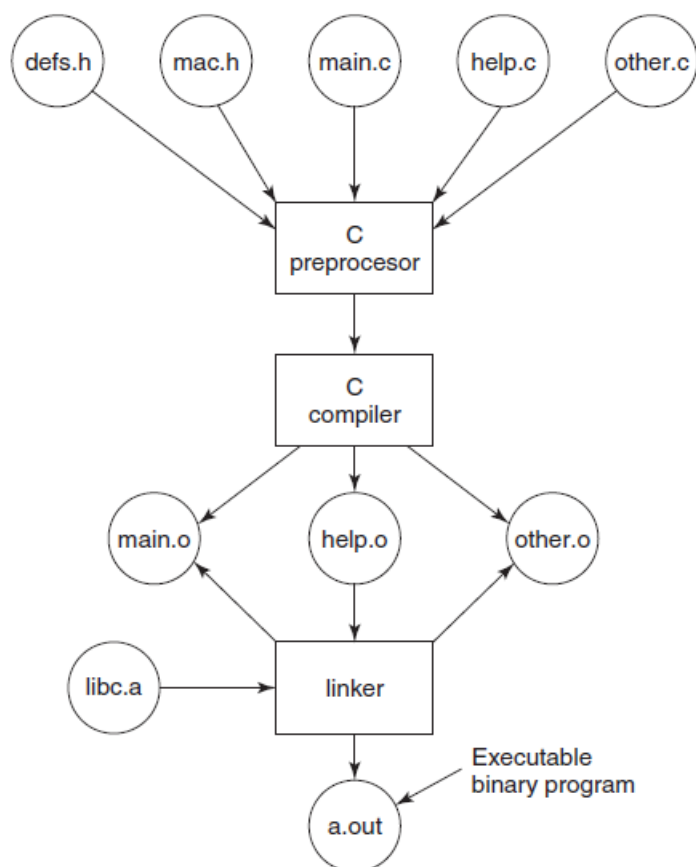 defs.h
mac.h
main.c
help.c
other.c
C
preprocesor
C
compiler
main.o
help.o
other.o
libc.a
linker
Executable
binary program
a.out